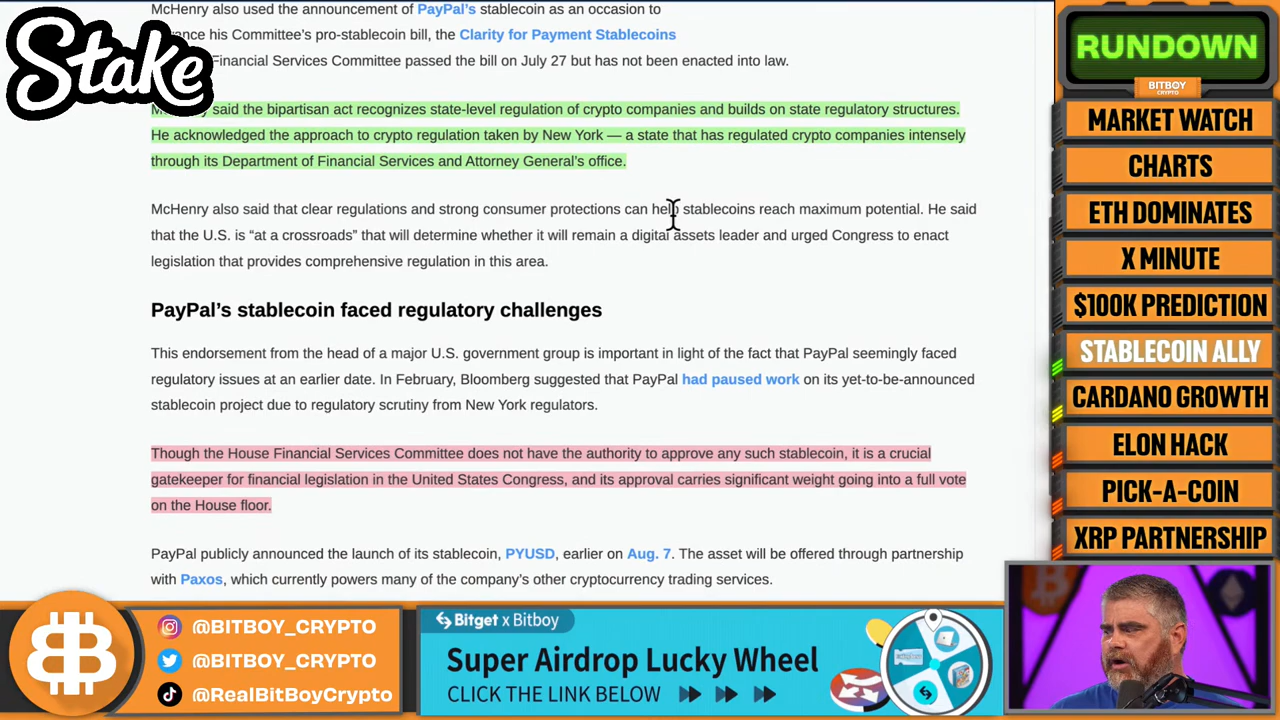 McHenry also used the announcement of PayPal's stablecoin as an occasion to
ance his Committee's pro-stablecoin bill, the Clarity for Payment Stablecoins
Financial Services Committee passed the bill on July 27 but has not been enacted into law.
said the bipartisan act recognizes state-level regulation of crypto companies and builds on state regulatory structures.
He acknowledged the approach to crypto regulation taken by New York — a state that has regulated crypto companies intensely
through its Department of Financial Services and Attorney General's office.
McHenry also said that clear regulations and strong consumer protections can help stablecoins reach maximum potential. He said
that the U.S. is “at a crossroads” that will determine whether it will remain a digital assets leader and urged Congress to enact
legislation that provides comprehensive regulation in this area.
PayPal's stablecoin faced regulatory challenges
This endorsement from the head of a major U.S. government group is important in light of the fact that PayPal seemingly faced
regulatory issues at an earlier date. In February, Bloomberg suggested that PayPal had paused work on its yet-to-be-announced
stablecoin project due to regulatory scrutiny from New York regulators.
Though the House Financial Services Committee does not have the authority to approve any such stablecoin, it is a crucial
gatekeeper for financial legislation in the United States Congress, and its approval carries significant weight going into a full vote
on the House floor.
PayPal publicly announced the launch of its stablecoin, PYUSD, earlier on Aug. 7. The asset will be offered through partnership
with Paxos, which currently powers many of the company's other cryptocurrency trading services.
Stake
RUNDOWN
BITBOY
CRYPTO
MARKET WATCH
CHARTS
ETH DOMINATES
X MINUTE
$100K PREDICTION
STABLECOIN ALLY
CARDANO GROWTH
ELON HACK
PICK-A-COIN
XRP PARTNERSHIP
@BITBOY_CRYPTO
@BITBOY_CRYPTO
@RealBitBoyCrypto
Bitget x Bitboy
Super Airdrop Lucky Wheel
CLICK THE LINK BELOW